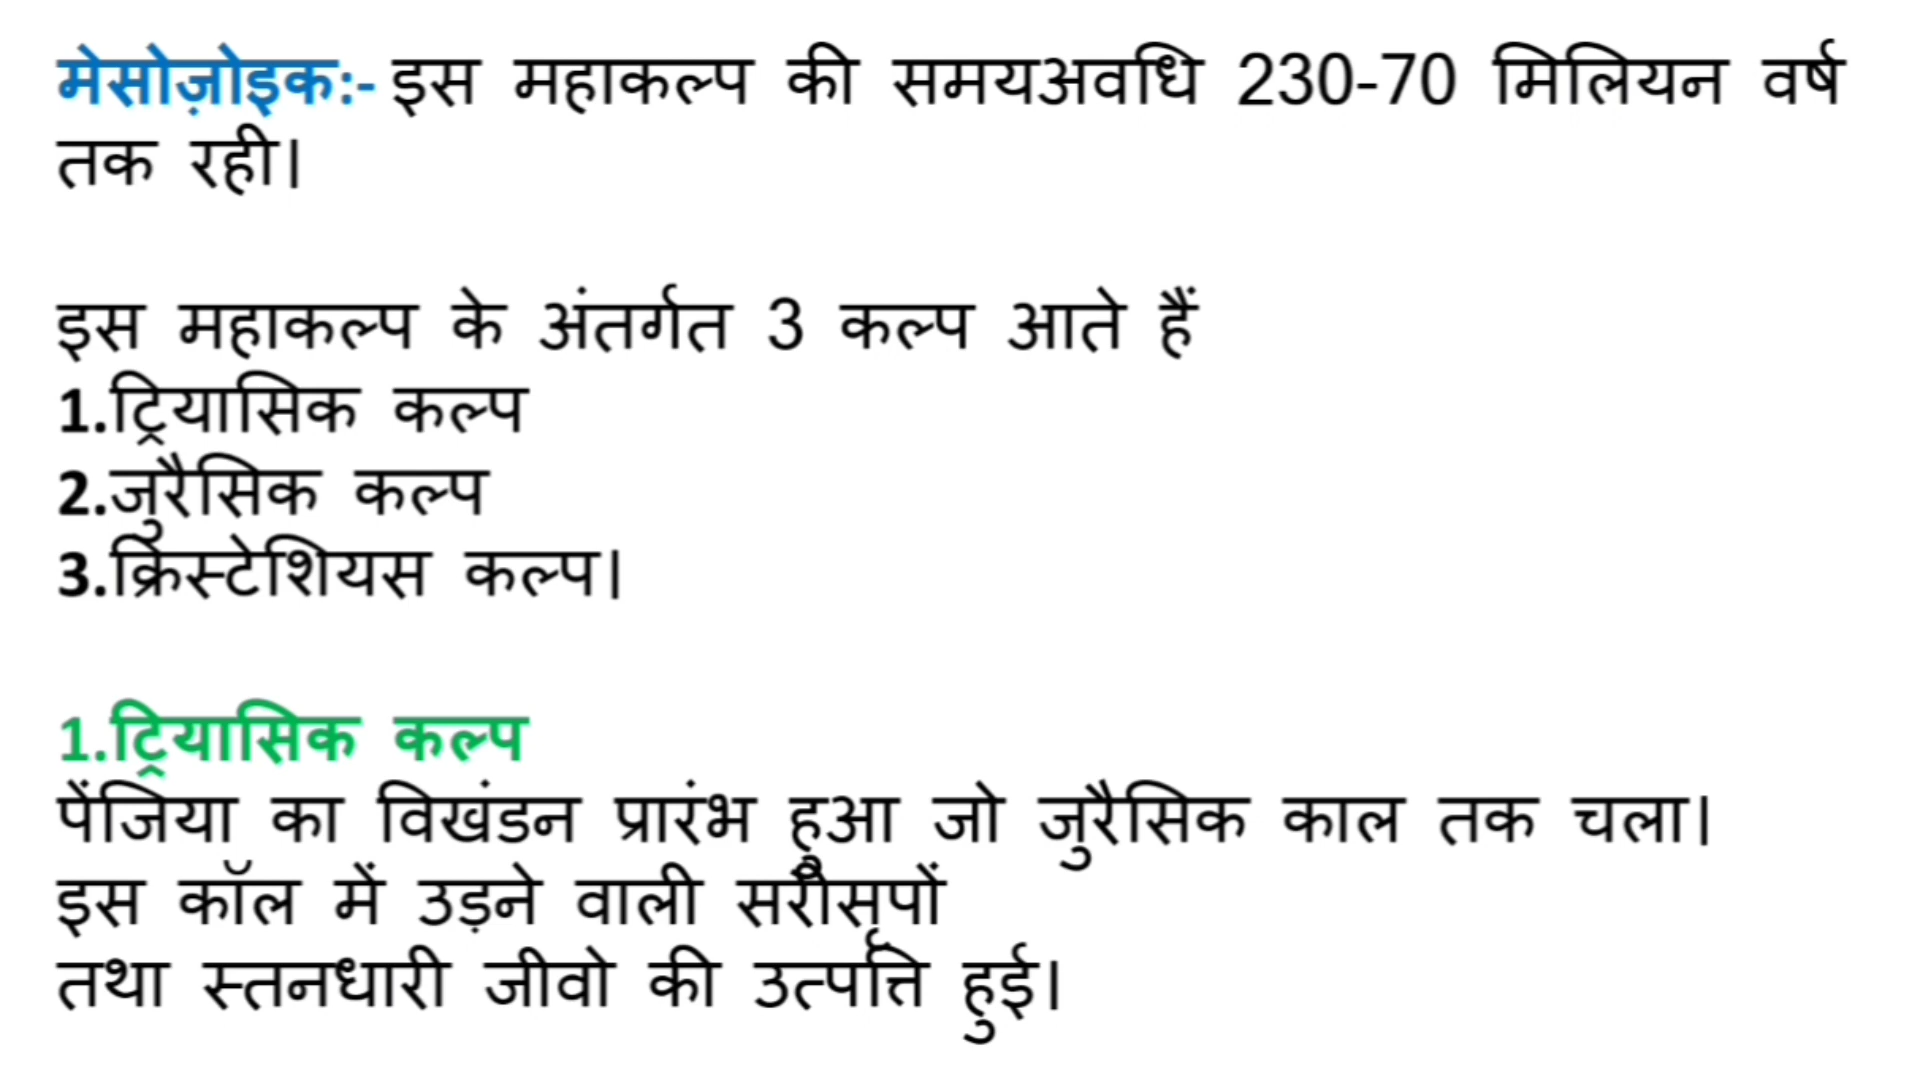 मेसोज़ोइक:- इस महाकल्प की समयअवधि 230-70 मिलियन वर्ष
तक रही।
इस महाकल्प के अंतर्गत 3 कल्प आते हैं
1.ट्रियासिक कल्प
2.जुरैसिक कल्प
3.क्रिस्टेशियस कल्प।
1.ट्रियासिक कल्प
पेंजिया का विखंडन प्रारंभ हुआ जो जुरैसिक काल तक चला।
इस कॉल में उड़ने वाली सरीसृपों
तथा स्तनधारी जीवो की उत्पत्ति हुई।